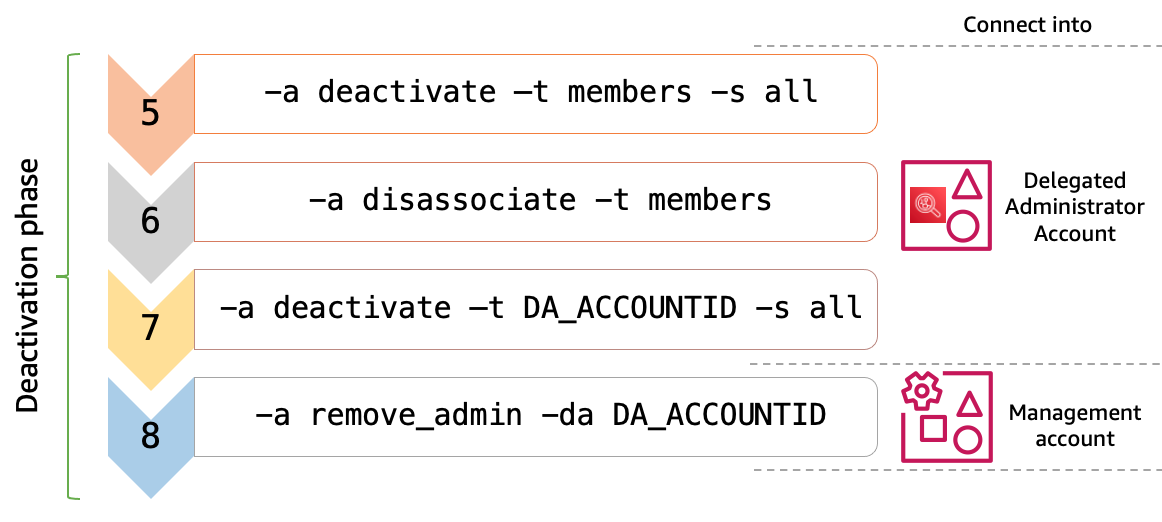 Connect into
Deactivation phase
5
–a deactivate –t members –s all
6
–a disassociate –t members
Delegated
Administrator
Account
7
–a deactivate –t DA_ACCOUNTID –s all
8
–a remove_admin –da DA_ACCOUNTID
Management
account